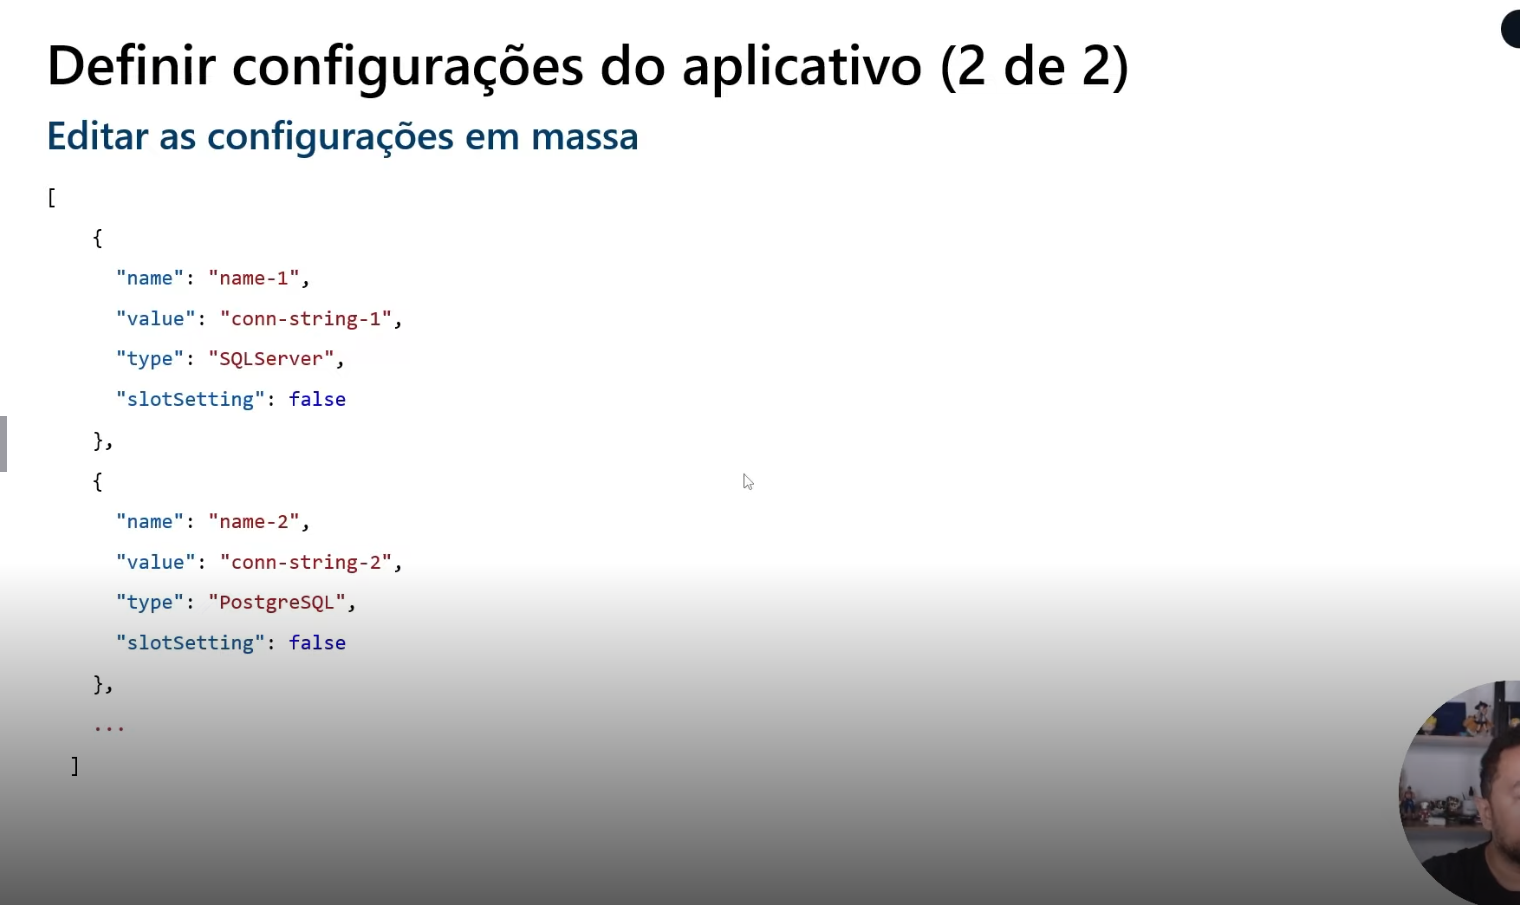 Definir configurações do aplicativo (2 de 2)
Editar as configurações em massa
[
{
"name": "name-1",
"value": "conn-string-1",
"type": "SQLServer",
"slotSetting": false
},
{
"name": "name-2",
"value": "conn-string-2",
"type": "PostgreSQL",
"slotSetting": false
},
...
]